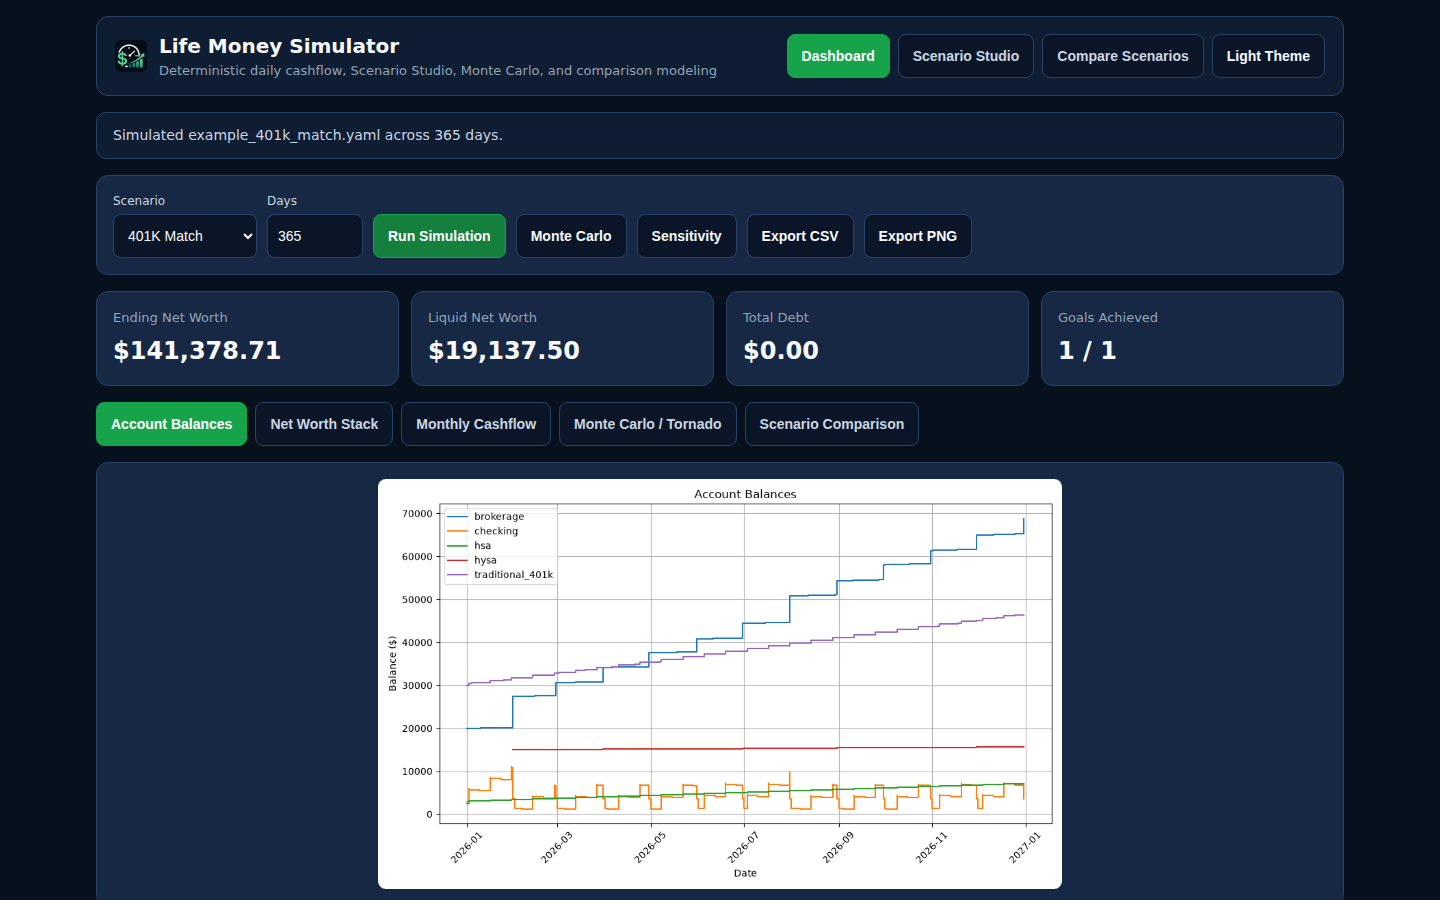 Life Money Simulator
Deterministic daily cashflow, Scenario Studio, Monte Carlo, and comparison modeling
Dashboard
Scenario Studio
Compare Scenarios
Light Theme
Simulated example_401k_match.yaml across 365 days.
Scenario
Days
401K Match
365
Run Simulation
Monte Carlo
Sensitivity
Export CSV
Export PNG
Ending Net Worth
$141,378.71
Liquid Net Worth
$19,137.50
Total Debt
$0.00
Goals Achieved
1 / 1
Account Balances
Net Worth Stack
Monthly Cashflow
Monte Carlo / Tornado
Scenario Comparison
Account Balances
brokerage
checking
hsa
hysa
traditional_401k
Balance ($)
70000
60000
50000
40000
30000
20000
10000
0
2026-01
2026-03
2026-05
2026-07
2026-09
2026-11
2027-01
Date